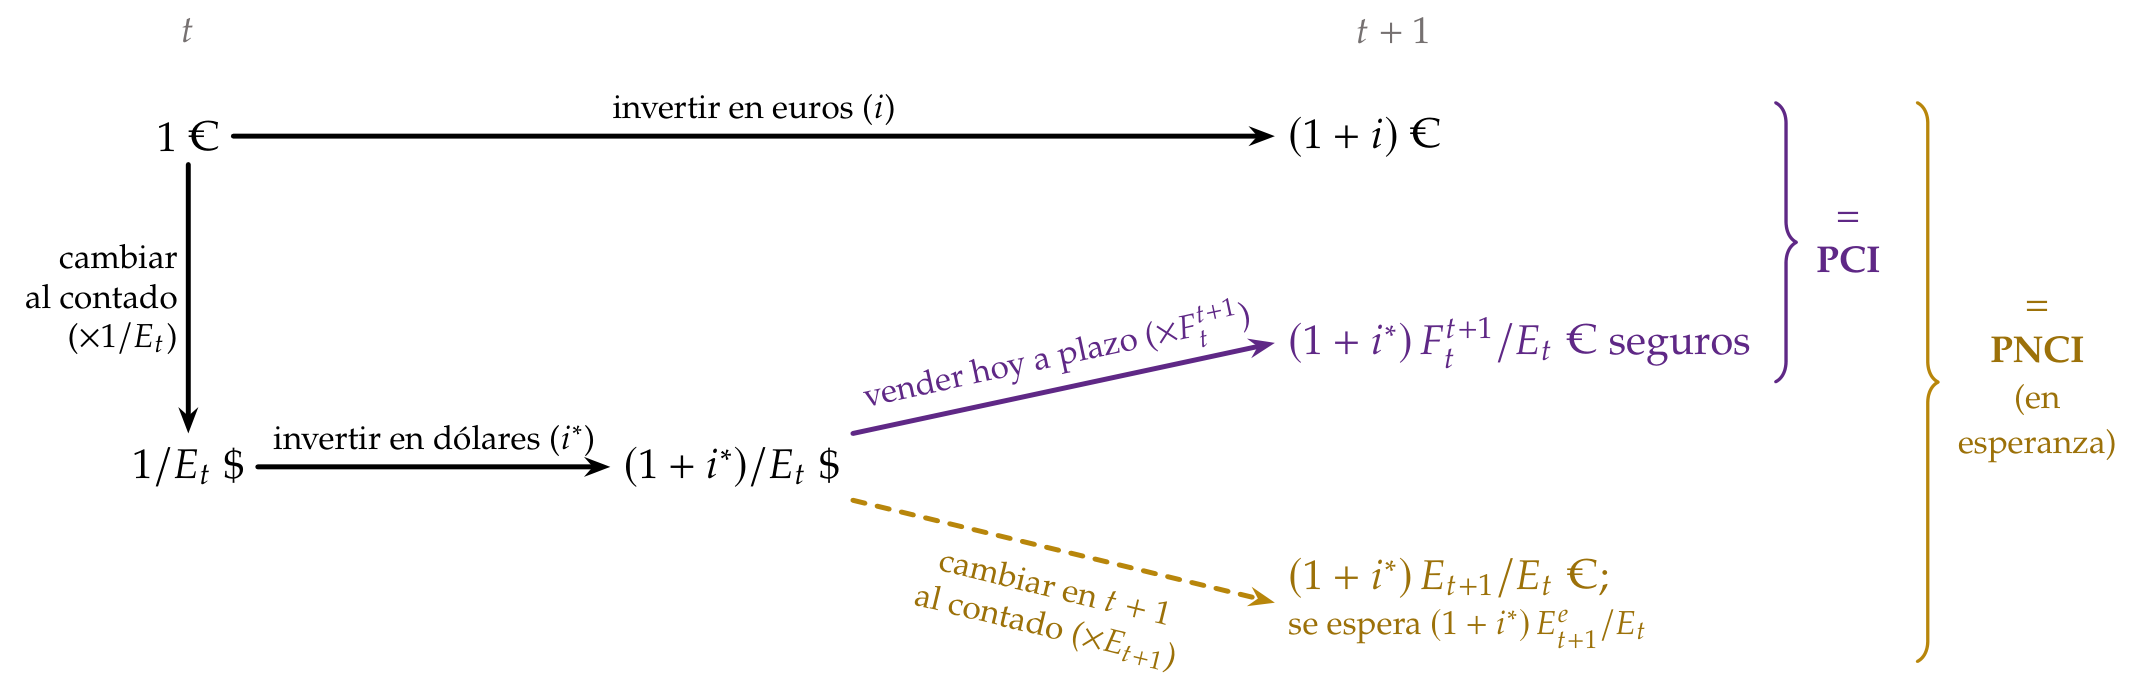 t
t + 1
invertir en euros (i)
1 €
(1 + i) €
cambiar
al contado
(×1/E_t)
=
PCI
=
PNCI
(en
esperanza)
vender hoy a plazo (×F_t^{t+1})
(1 + i*) F_t^{t+1}/E_t € seguros
invertir en dólares (i*)
1/E_t $
(1 + i*)/E_t $
cambiar en t + 1
al contado (×E_{t+1})
(1 + i*) E_{t+1}/E_t €;
se espera (1 + i*) E_{t+1}^e/E_t